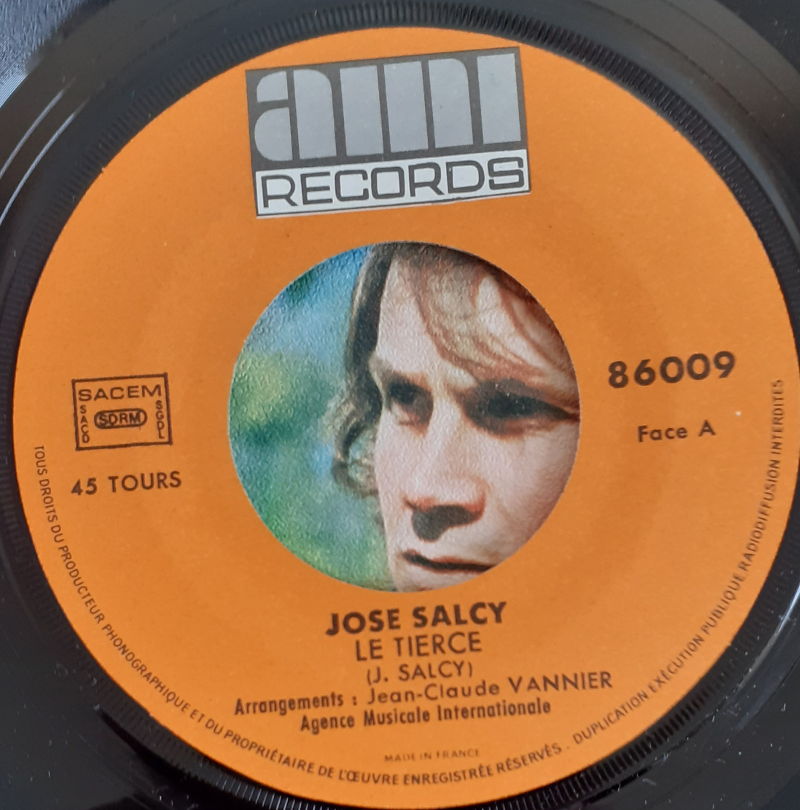 ami
RECORDS
SACEM
SACD
SDRM
SGDL
45 TOURS
86009
Face A
JOSE SALCY
LE TIERCE
(J. SALCY)
Arrangements : Jean-Claude VANNIER
Agence Musicale Internationale
MADE IN FRANCE
TOUS DROITS DU PRODUCTEUR PHONOGRAPHIQUE ET DU PROPRIÉTAIRE DE L'ŒUVRE ENREGISTRÉE RÉSERVÉS . DUPLICATION EXÉCUTION PUBLIQUE RADIODIFFUSION INTERDITES